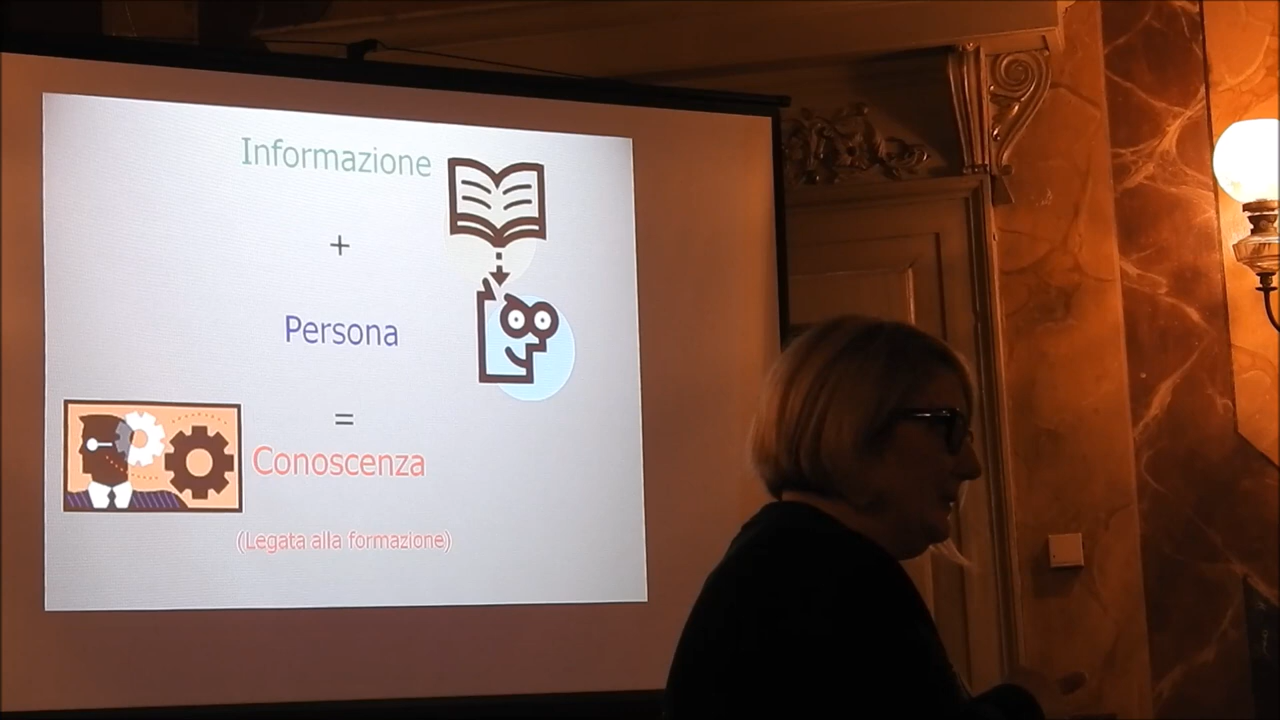 Informazione
+
Persona
=
Conoscenza
(Legata alla formazione)